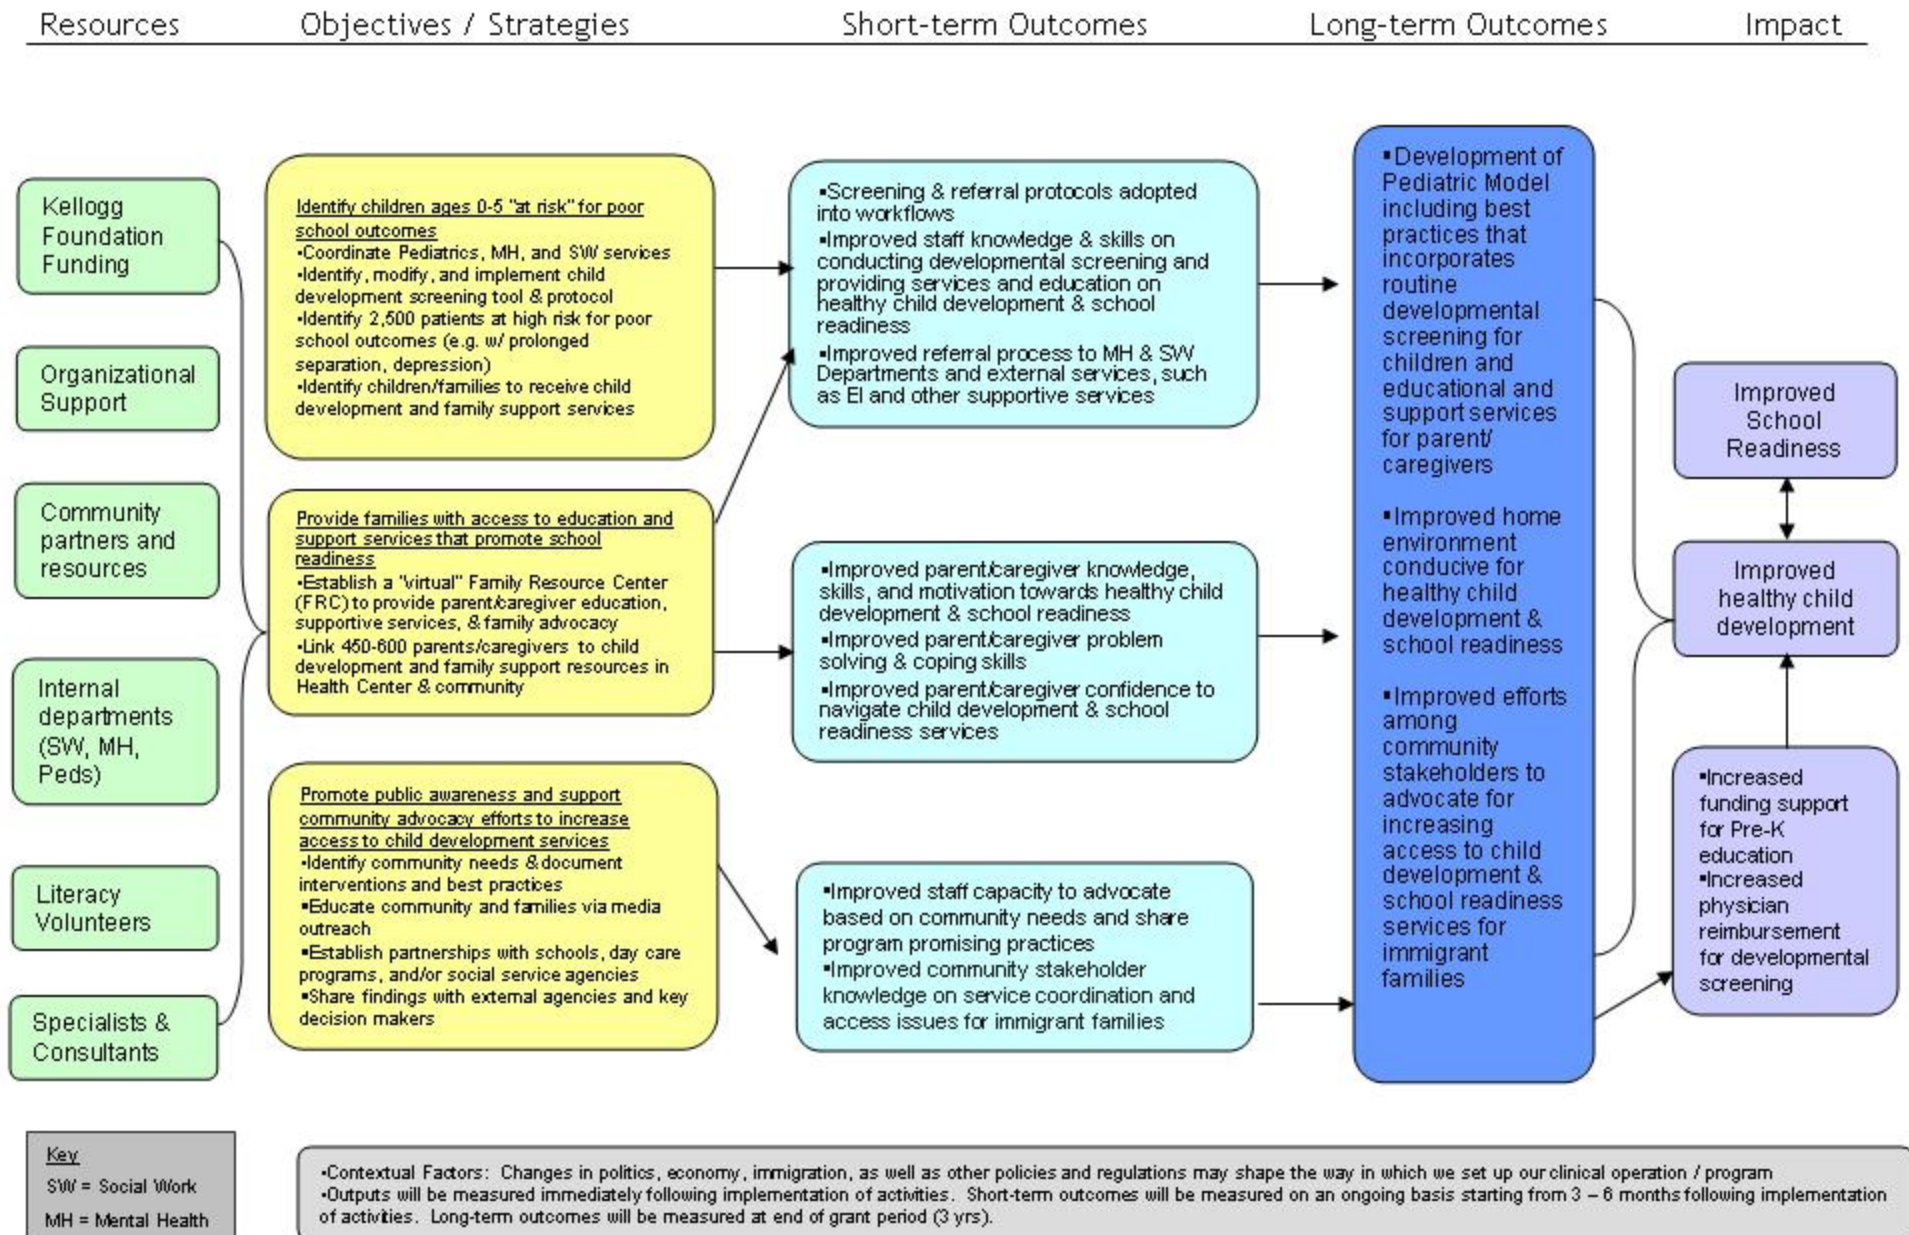 Resources
Objectives / Strategies
Short-term Outcomes
Long-term Outcomes
Impact
Kellogg
Foundation
Funding
Organizational
Support
Community
partners and
resources
Internal
departments
(SW, MH,
Peds)
Literacy
Volunteers
Specialists &
Consultants
Identify children ages 0-5 "at risk" for poor
school outcomes
•Coordinate Pediatrics, MH, and SW services
•Identify, modify, and implement child
development screening tool & protocol
•Identify 2,500 patients at high risk for poor
school outcomes (e.g. w/ prolonged
separation, depression)
•Identify children/families to receive child
development and family support services
Provide families with access to education and
support services that promote school
readiness
•Establish a "virtual" Family Resource Center
(FRC) to provide parent/caregiver education,
supportive services, & family advocacy
•Link 450-600 parents/caregivers to child
development and family support resources in
Health Center & community
Promote public awareness and support
community advocacy efforts to increase
access to child development services
•Identify community needs & document
interventions and best practices
▪Educate community and families via media
outreach
▪Establish partnerships with schools, day care
programs, and/or social service agencies
▪Share findings with external agencies and key
decision makers
▪Screening & referral protocols adopted
into workflows
▪Improved staff knowledge & skills on
conducting developmental screening and
providing services and education on
healthy child development & school
readiness
▪Improved referral process to MH & SW
Departments and external services, such
as EI and other supportive services
▪Improved parent/caregiver knowledge,
skills, and motivation towards healthy child
development & school readiness
▪Improved parent/caregiver problem
solving & coping skills
▪Improved parent/caregiver confidence to
navigate child development & school
readiness services
▪Improved staff capacity to advocate
based on community needs and share
program promising practices
▪Improved community stakeholder
knowledge on service coordination and
access issues for immigrant families
▪Development of
Pediatric Model
including best
practices that
incorporates
routine
developmental
screening for
children and
educational and
support services
for parent/
caregivers
▪Improved home
environment
conducive for
healthy child
development &
school readiness
▪Improved efforts
among
community
stakeholders to
advocate for
increasing
access to child
development &
school readiness
services for
immigrant
families
Improved
School
Readiness
Improved
healthy child
development
▪Increased
funding support
for Pre-K
education
▪Increased
physician
reimbursement
for developmental
screening
Key
SW = Social Work
MH = Mental Health
•Contextual Factors: Changes in politics, economy, immigration, as well as other policies and regulations may shape the way in which we set up our clinical operation / program
•Outputs will be measured immediately following implementation of activities. Short-term outcomes will be measured on an ongoing basis starting from 3 – 6 months following implementation
of activities. Long-term outcomes will be measured at end of grant period (3 yrs).